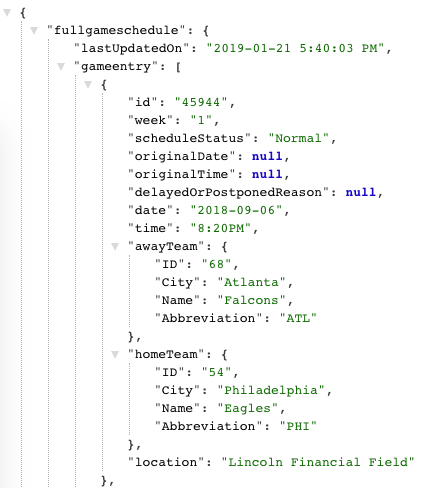 {
"fullgameschedule": {
"lastUpdatedOn": "2019-01-21 5:40:03 PM",
"gameentry": [
{
"id": "45944",
"week": "1",
"scheduleStatus": "Normal",
"originalDate": null,
"originalTime": null,
"delayedOrPostponedReason": null,
"date": "2018-09-06",
"time": "8:20PM",
"awayTeam": {
"ID": "68",
"City": "Atlanta",
"Name": "Falcons",
"Abbreviation": "ATL"
},
"homeTeam": {
"ID": "54",
"City": "Philadelphia",
"Name": "Eagles",
"Abbreviation": "PHI"
},
"location": "Lincoln Financial Field"
},